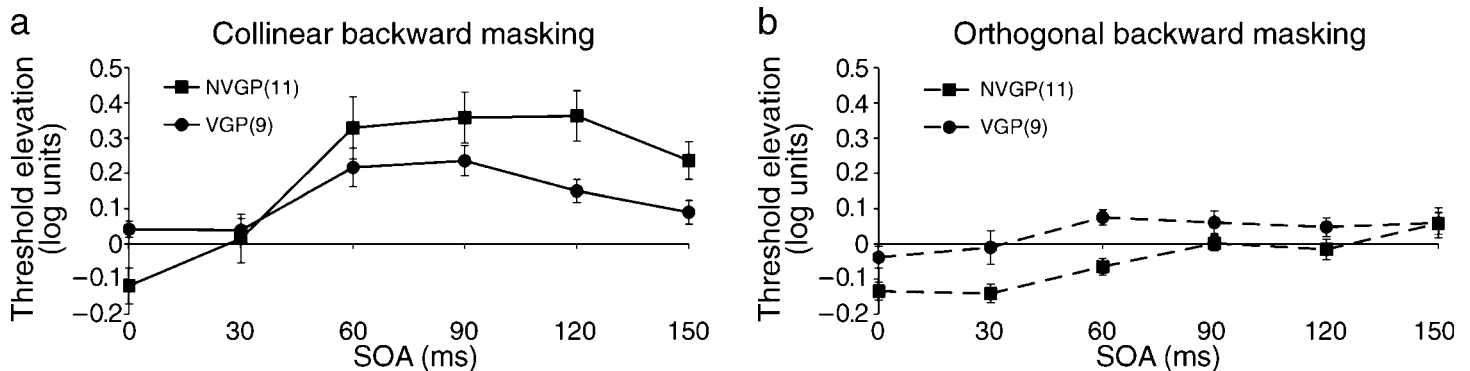 a
Collinear backward masking
Threshold elevation
(log units)
0.5
0.4
0.3
0.2
0.1
0
−0.1
−0.2
NVGP(11)
VGP(9)
0 30 60 90 120 150
SOA (ms)
b
Orthogonal backward masking
Threshold elevation
(log units)
0.5
0.4
0.3
0.2
0.1
0
−0.1
−0.2
NVGP(11)
VGP(9)
0 30 60 90 120 150
SOA (ms)